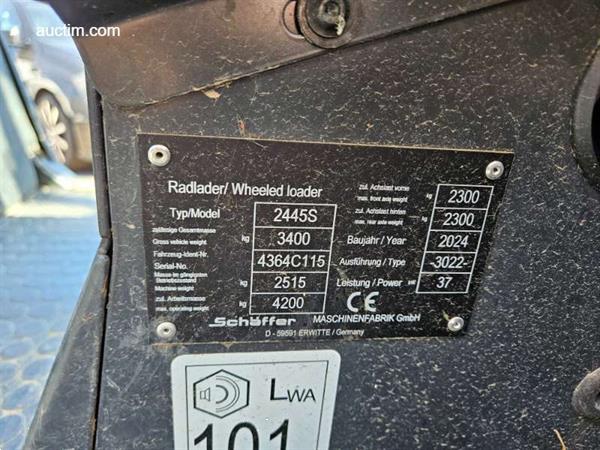 auctim.com
Radlader/ Wheeled loader
Typ/Model 2445S
zulässige Gesamtmasse
Gross vehicle weight kg 3400
Fahrzeug-Ident-Nr.
Serial-No. 4364C115
Masse im gängigsten
Betriebszustand
Machine weight kg 2515
zul. Arbeitsmasse
max. operating weight kg 4200
zul. Achslast vorne
max. front axle weight kg 2300
zul. Achslast hinten
max. rear axle weight kg 2300
Baujahr / Year 2024
Ausführung / Type -3022-
Leistung / Power kW 37
CE
Schäffer MASCHINENFABRIK GmbH
D - 59591 ERWITTE / Germany
LWA
101